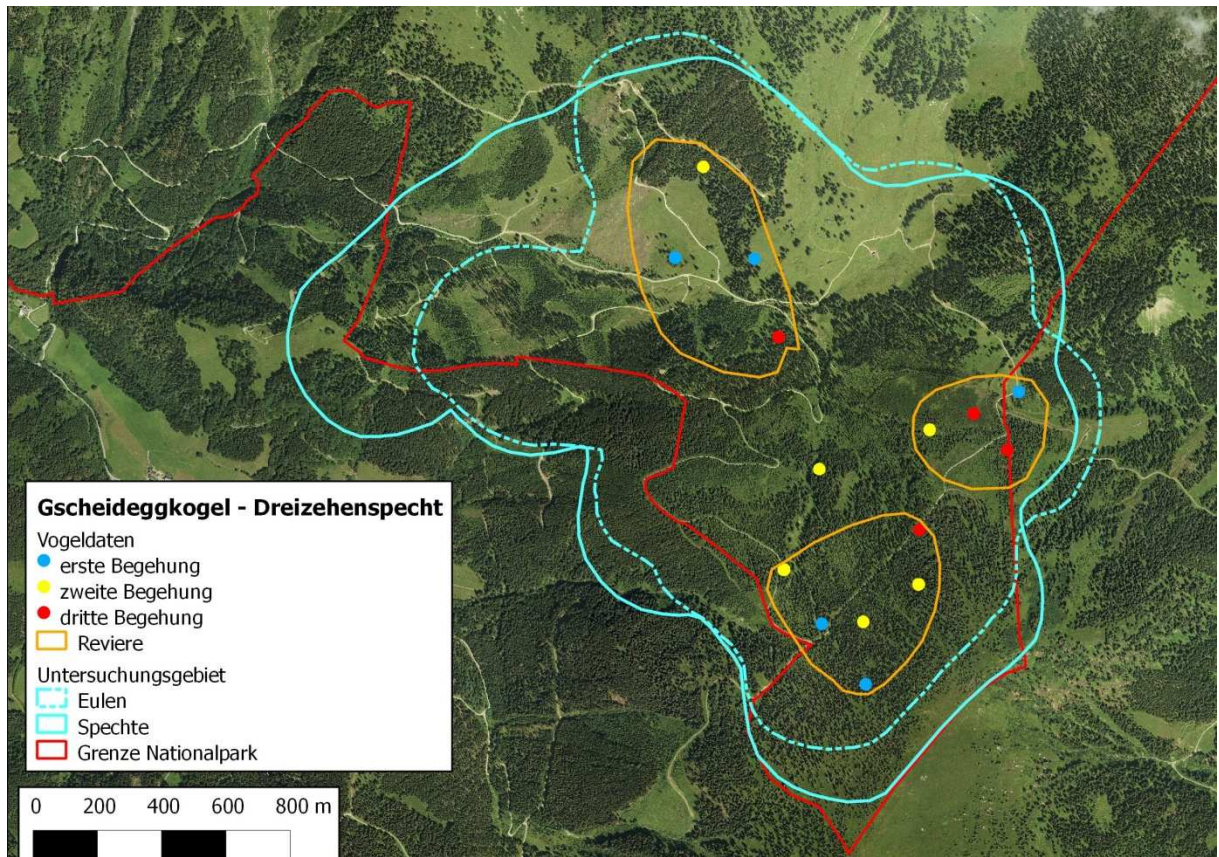 Gscheideggkogel - Dreizehenspecht
Vogeldaten
erste Begehung
zweite Begehung
dritte Begehung
Reviere
Untersuchungsgebiet
Eulen
Spechte
Grenze Nationalpark
0 200 400 600 800 m